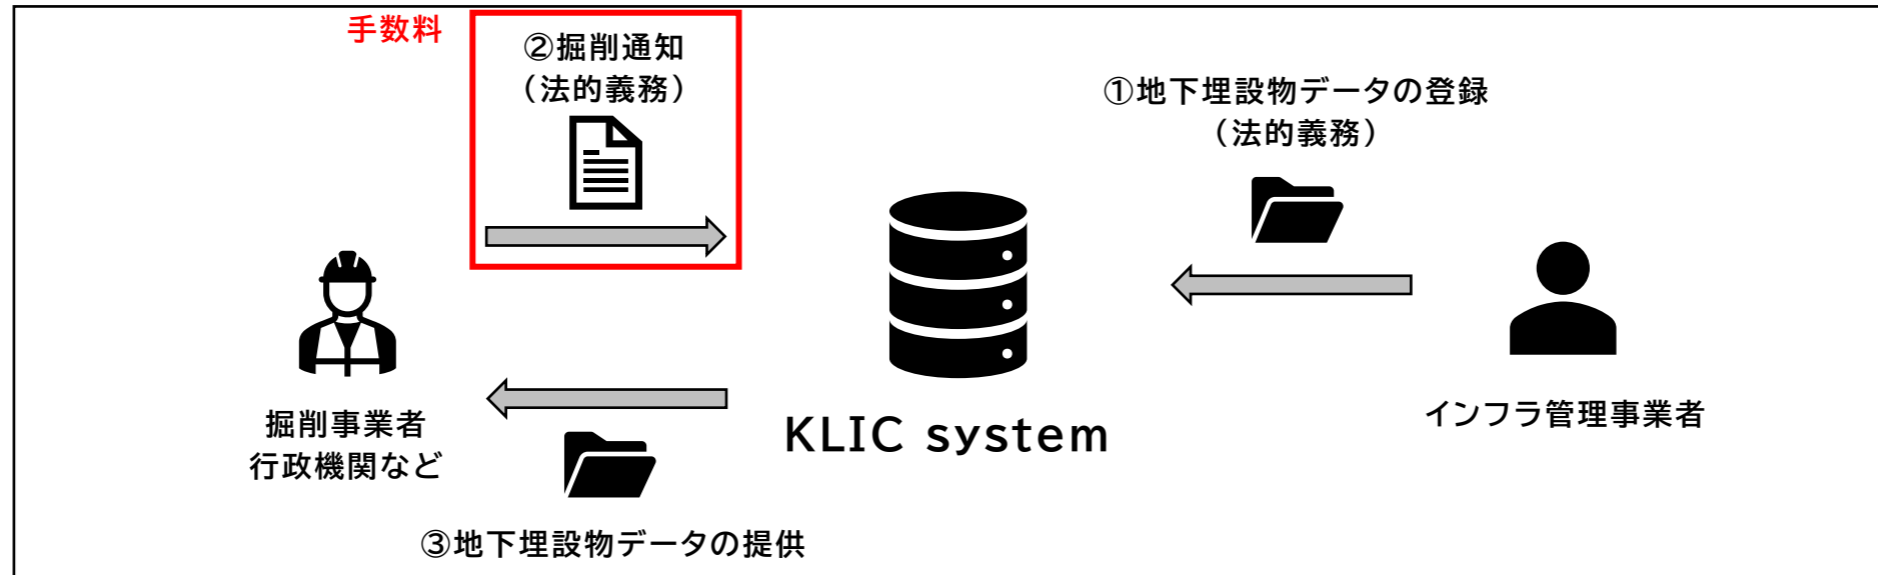 手数料
②掘削通知
（法的義務）
①地下埋設物データの登録
（法的義務）
掘削事業者
行政機関など
KLIC system
インフラ管理事業者
③地下埋設物データの提供